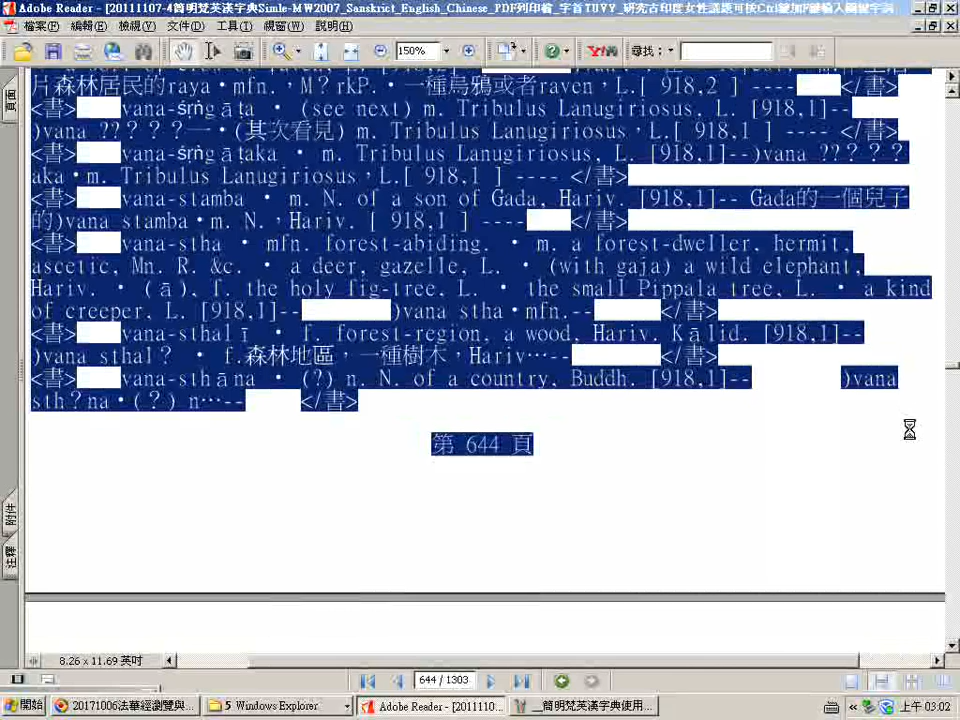 Adobe Reader - [20111107-4簡明梵英漢字典Simle-MW2007_Sanskrict_English_Chinese_PDF列印檔_字首TUVY_研究古印度女性議題可按Ctrl鍵加F鍵輸入關鍵字詞
檔案(F) 編輯(E) 檢視(V) 文件(D) 工具(T) 視窗(W) 說明(H)
150% 尋找：
片森林居民的raya‧mfn.，M？rkP.‧一種烏鴉或者raven，L.[ 918,2 ] ---- </書>
<書> vana-śṛṅgāṭa ‧ (see next) m. Tribulus Lanugiriosus, L. [918,1]--
)vana ??？？？一‧(其次看見) m. Tribulus Lanugiriosus，L.[ 918,1 ] ---- </書>
<書> vana-śṛṅgāṭaka ‧ m. Tribulus Lanugiriosus, L. [918,1]--)vana ??？？？
aka‧m. Tribulus Lanugiriosus，L.[ 918,1 ] ---- </書>
<書> vana-stamba ‧ m. N. of a son of Gada, Hariv. [918,1]-- Gada的一個兒子
的)vana stamba‧m. N.，Hariv. [ 918,1 ] ---- </書>
<書> vana-stha ‧ mfn. forest-abiding. ‧ m. a forest-dweller, hermit,
ascetic, Mn. R. &c. ‧ a deer, gazelle, L. ‧ (with gaja) a wild elephant,
Hariv. ‧ (ā), f. the holy fig-tree, L. ‧ the small Pippala tree, L. ‧ a kind
of creeper, L. [918,1]-- )vana stha‧mfn.-- </書>
<書> vana-sthalī ‧ f. forest-region, a wood, Hariv. Kālid. [918,1]--
)vana sthal？ ‧ f.森林地區，一種樹木，Hariv…-- </書>
<書> vana-sthāna ‧ (?) n. N. of a country, Buddh. [918,1]-- )vana
sth？na‧(？) n…-- </書>
第 644 頁
頁面
附件
注釋
8.26 x 11.69 英吋
644 / 1303
開始 20171006法華經瀏覽與... 5 Windows Explorer Adobe Reader - [2011110... __簡明梵英漢字典使用... 上午 03:02